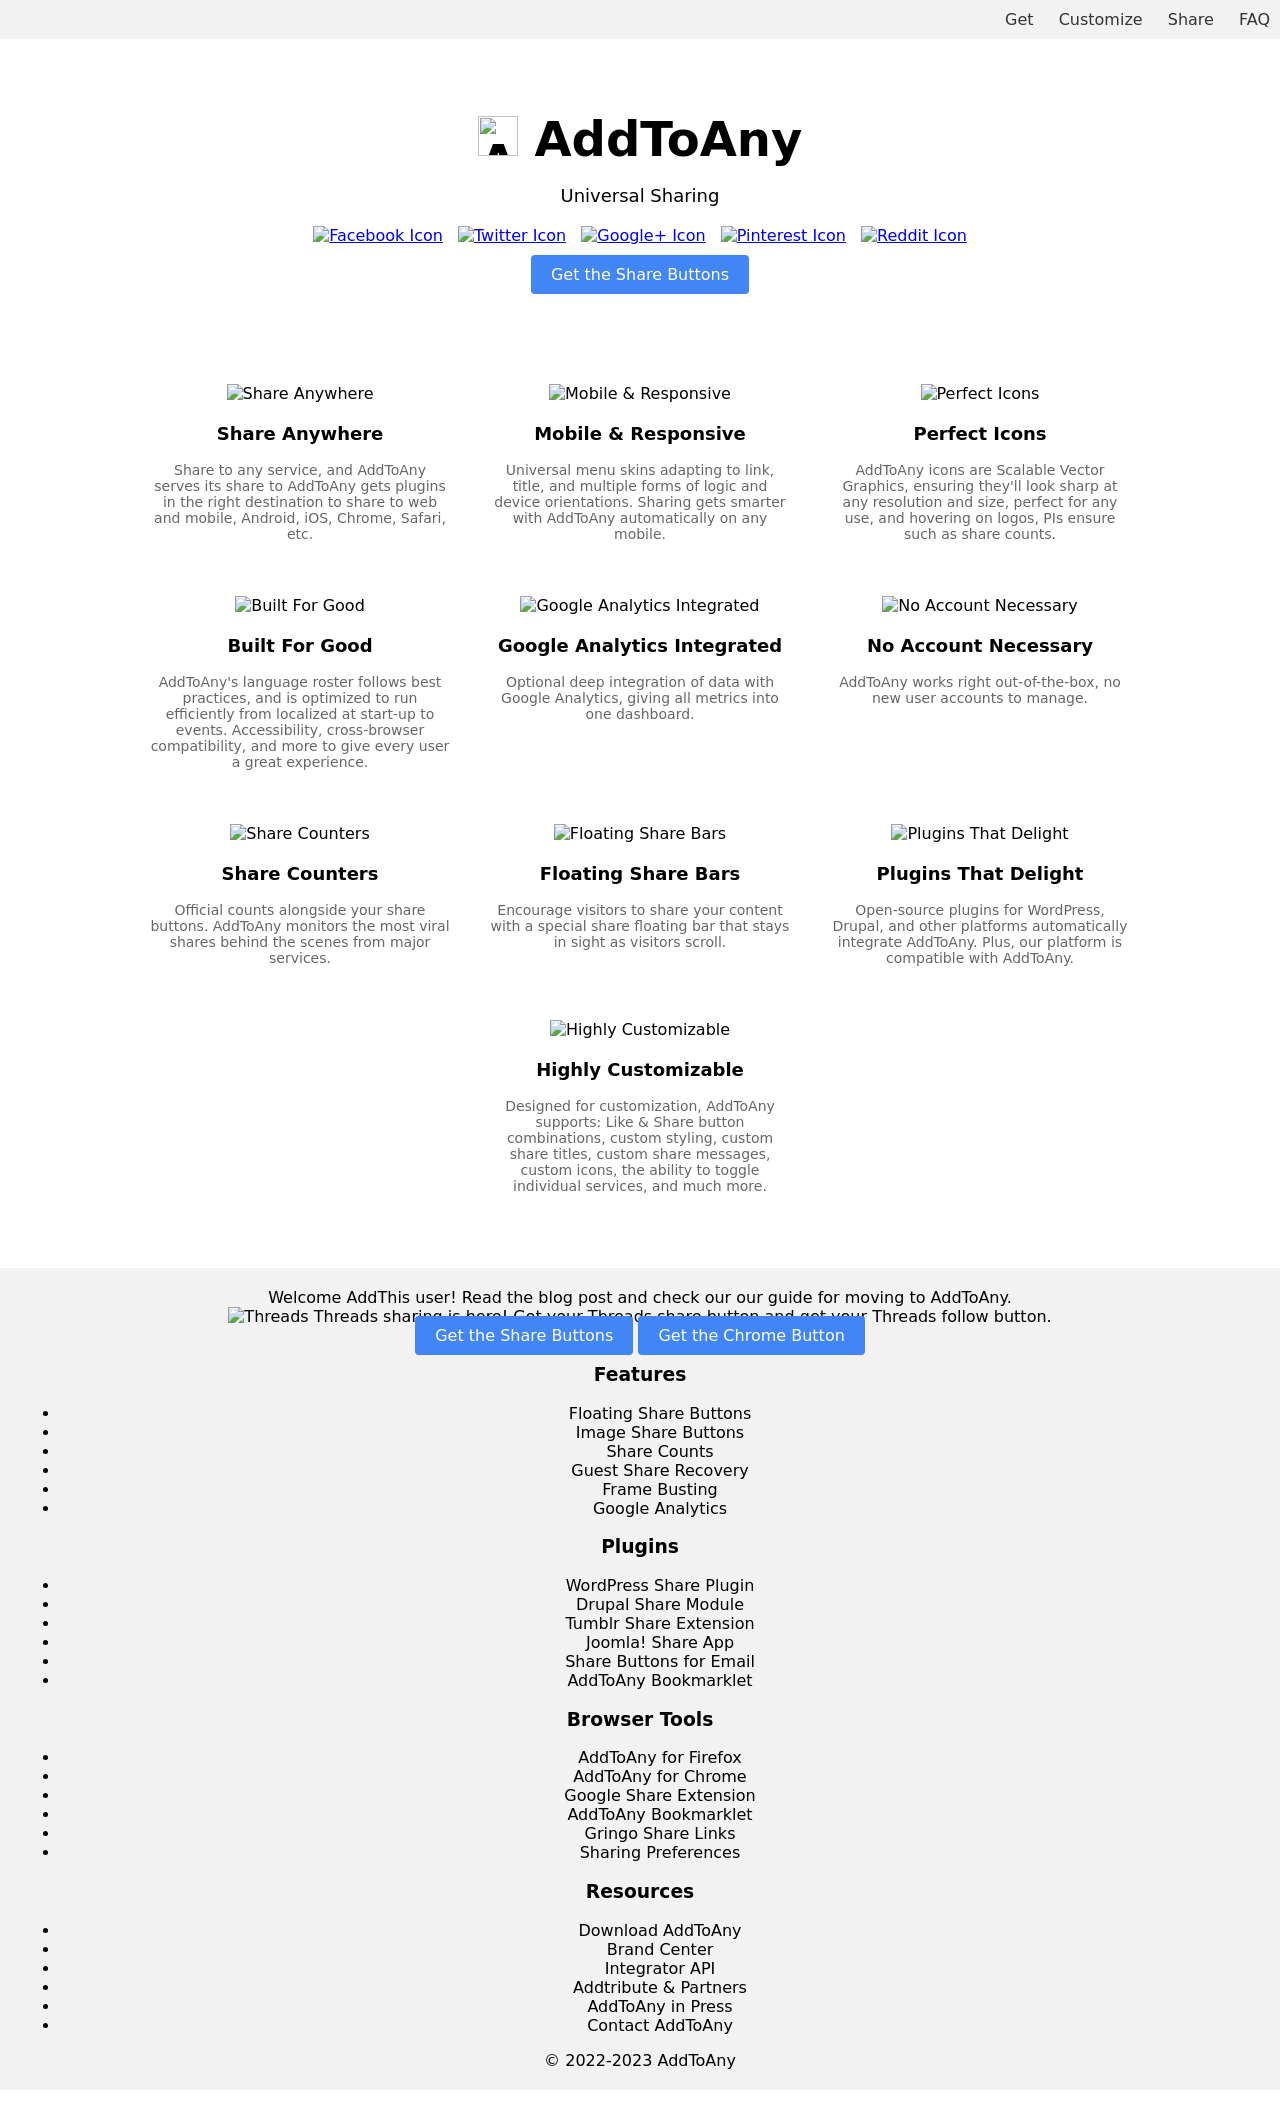 Get Customize Share FAQ
A AddToAny
Universal Sharing
Facebook Icon Twitter Icon Google+ Icon Pinterest Icon Reddit Icon
Get the Share Buttons
Share Anywhere
Share Anywhere
Share to any service, and AddToAny
serves its share to AddToAny gets plugins
in the right destination to share to web
and mobile, Android, iOS, Chrome, Safari,
etc.
Mobile & Responsive
Mobile & Responsive
Universal menu skins adapting to link,
title, and multiple forms of logic and
device orientations. Sharing gets smarter
with AddToAny automatically on any
mobile.
Perfect Icons
Perfect Icons
AddToAny icons are Scalable Vector
Graphics, ensuring they'll look sharp at
any resolution and size, perfect for any
use, and hovering on logos, PIs ensure
such as share counts.
Built For Good
Built For Good
AddToAny's language roster follows best
practices, and is optimized to run
efficiently from localized at start-up to
events. Accessibility, cross-browser
compatibility, and more to give every user
a great experience.
Google Analytics Integrated
Google Analytics Integrated
Optional deep integration of data with
Google Analytics, giving all metrics into
one dashboard.
No Account Necessary
No Account Necessary
AddToAny works right out-of-the-box, no
new user accounts to manage.
Share Counters
Share Counters
Official counts alongside your share
buttons. AddToAny monitors the most viral
shares behind the scenes from major
services.
Floating Share Bars
Floating Share Bars
Encourage visitors to share your content
with a special share floating bar that stays
in sight as visitors scroll.
Plugins That Delight
Plugins That Delight
Open-source plugins for WordPress,
Drupal, and other platforms automatically
integrate AddToAny. Plus, our platform is
compatible with AddToAny.
Highly Customizable
Highly Customizable
Designed for customization, AddToAny
supports: Like & Share button
combinations, custom styling, custom
share titles, custom share messages,
custom icons, the ability to toggle
individual services, and much more.
Welcome AddThis user! Read the blog post and check our our guide for moving to AddToAny.
Threads Threads sharing is here! Get your Threads share button and get your Threads follow button.
Get the Share Buttons Get the Chrome Button
Features
Floating Share Buttons
Image Share Buttons
Share Counts
Guest Share Recovery
Frame Busting
Google Analytics
Plugins
WordPress Share Plugin
Drupal Share Module
Tumblr Share Extension
Joomla! Share App
Share Buttons for Email
AddToAny Bookmarklet
Browser Tools
AddToAny for Firefox
AddToAny for Chrome
Google Share Extension
AddToAny Bookmarklet
Gringo Share Links
Sharing Preferences
Resources
Download AddToAny
Brand Center
Integrator API
Addtribute & Partners
AddToAny in Press
Contact AddToAny
© 2022-2023 AddToAny